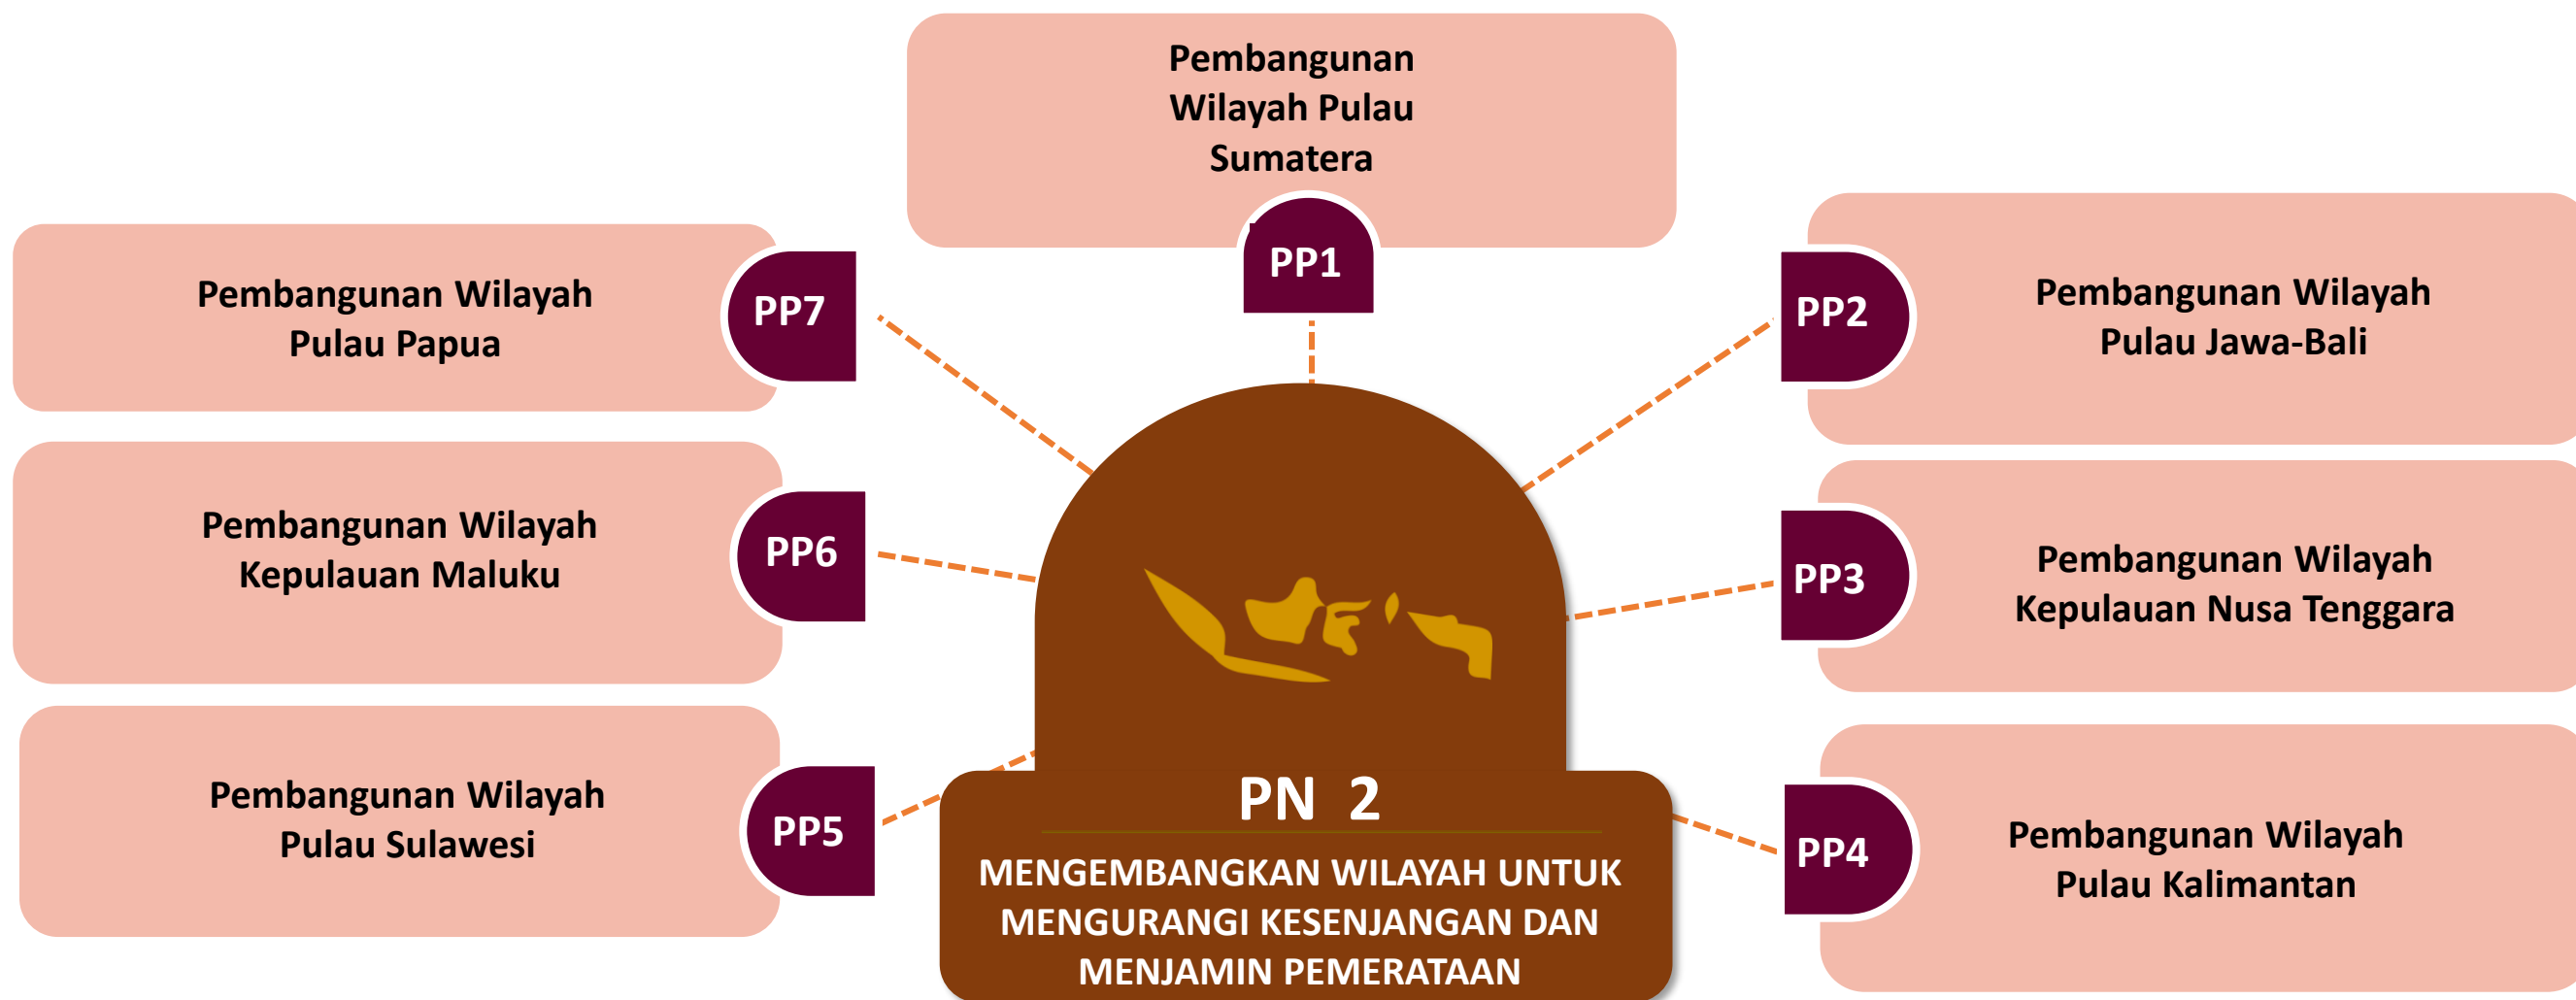 Pembangunan
Wilayah Pulau
Sumatera
PP1
PP2
Pembangunan Wilayah
Pulau Jawa-Bali
PP3
Pembangunan Wilayah
Kepulauan Nusa Tenggara
PP4
Pembangunan Wilayah
Pulau Kalimantan
PP5
Pembangunan Wilayah
Pulau Sulawesi
PP6
Pembangunan Wilayah
Kepulauan Maluku
PP7
Pembangunan Wilayah
Pulau Papua
PN 2
MENGEMBANGKAN WILAYAH UNTUK
MENGURANGI KESENJANGAN DAN
MENJAMIN PEMERATAAN